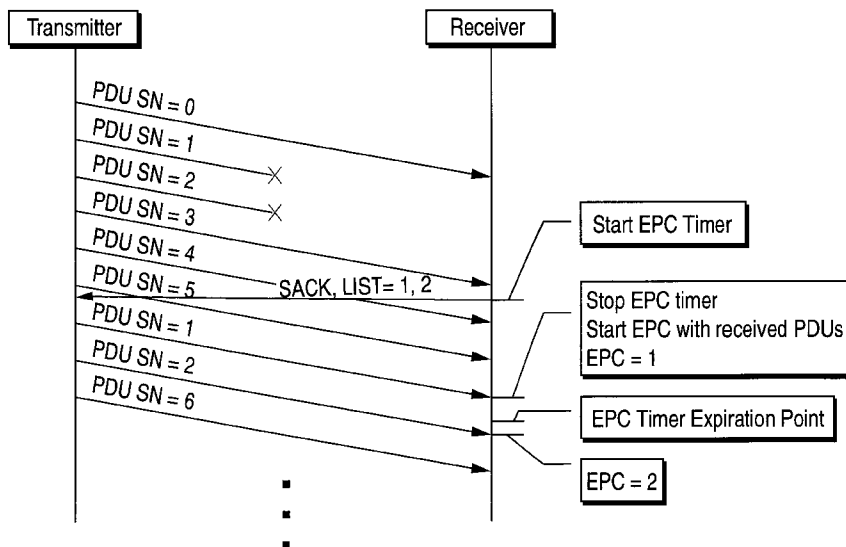 Transmitter
Receiver
PDU SN = 0
PDU SN = 1
PDU SN = 2
PDU SN = 3
PDU SN = 4
PDU SN = 5
PDU SN = 1
PDU SN = 2
PDU SN = 6
SACK, LIST= 1, 2
Start EPC Timer
Stop EPC timer
Start EPC with received PDUs
EPC = 1
EPC Timer Expiration Point
EPC = 2